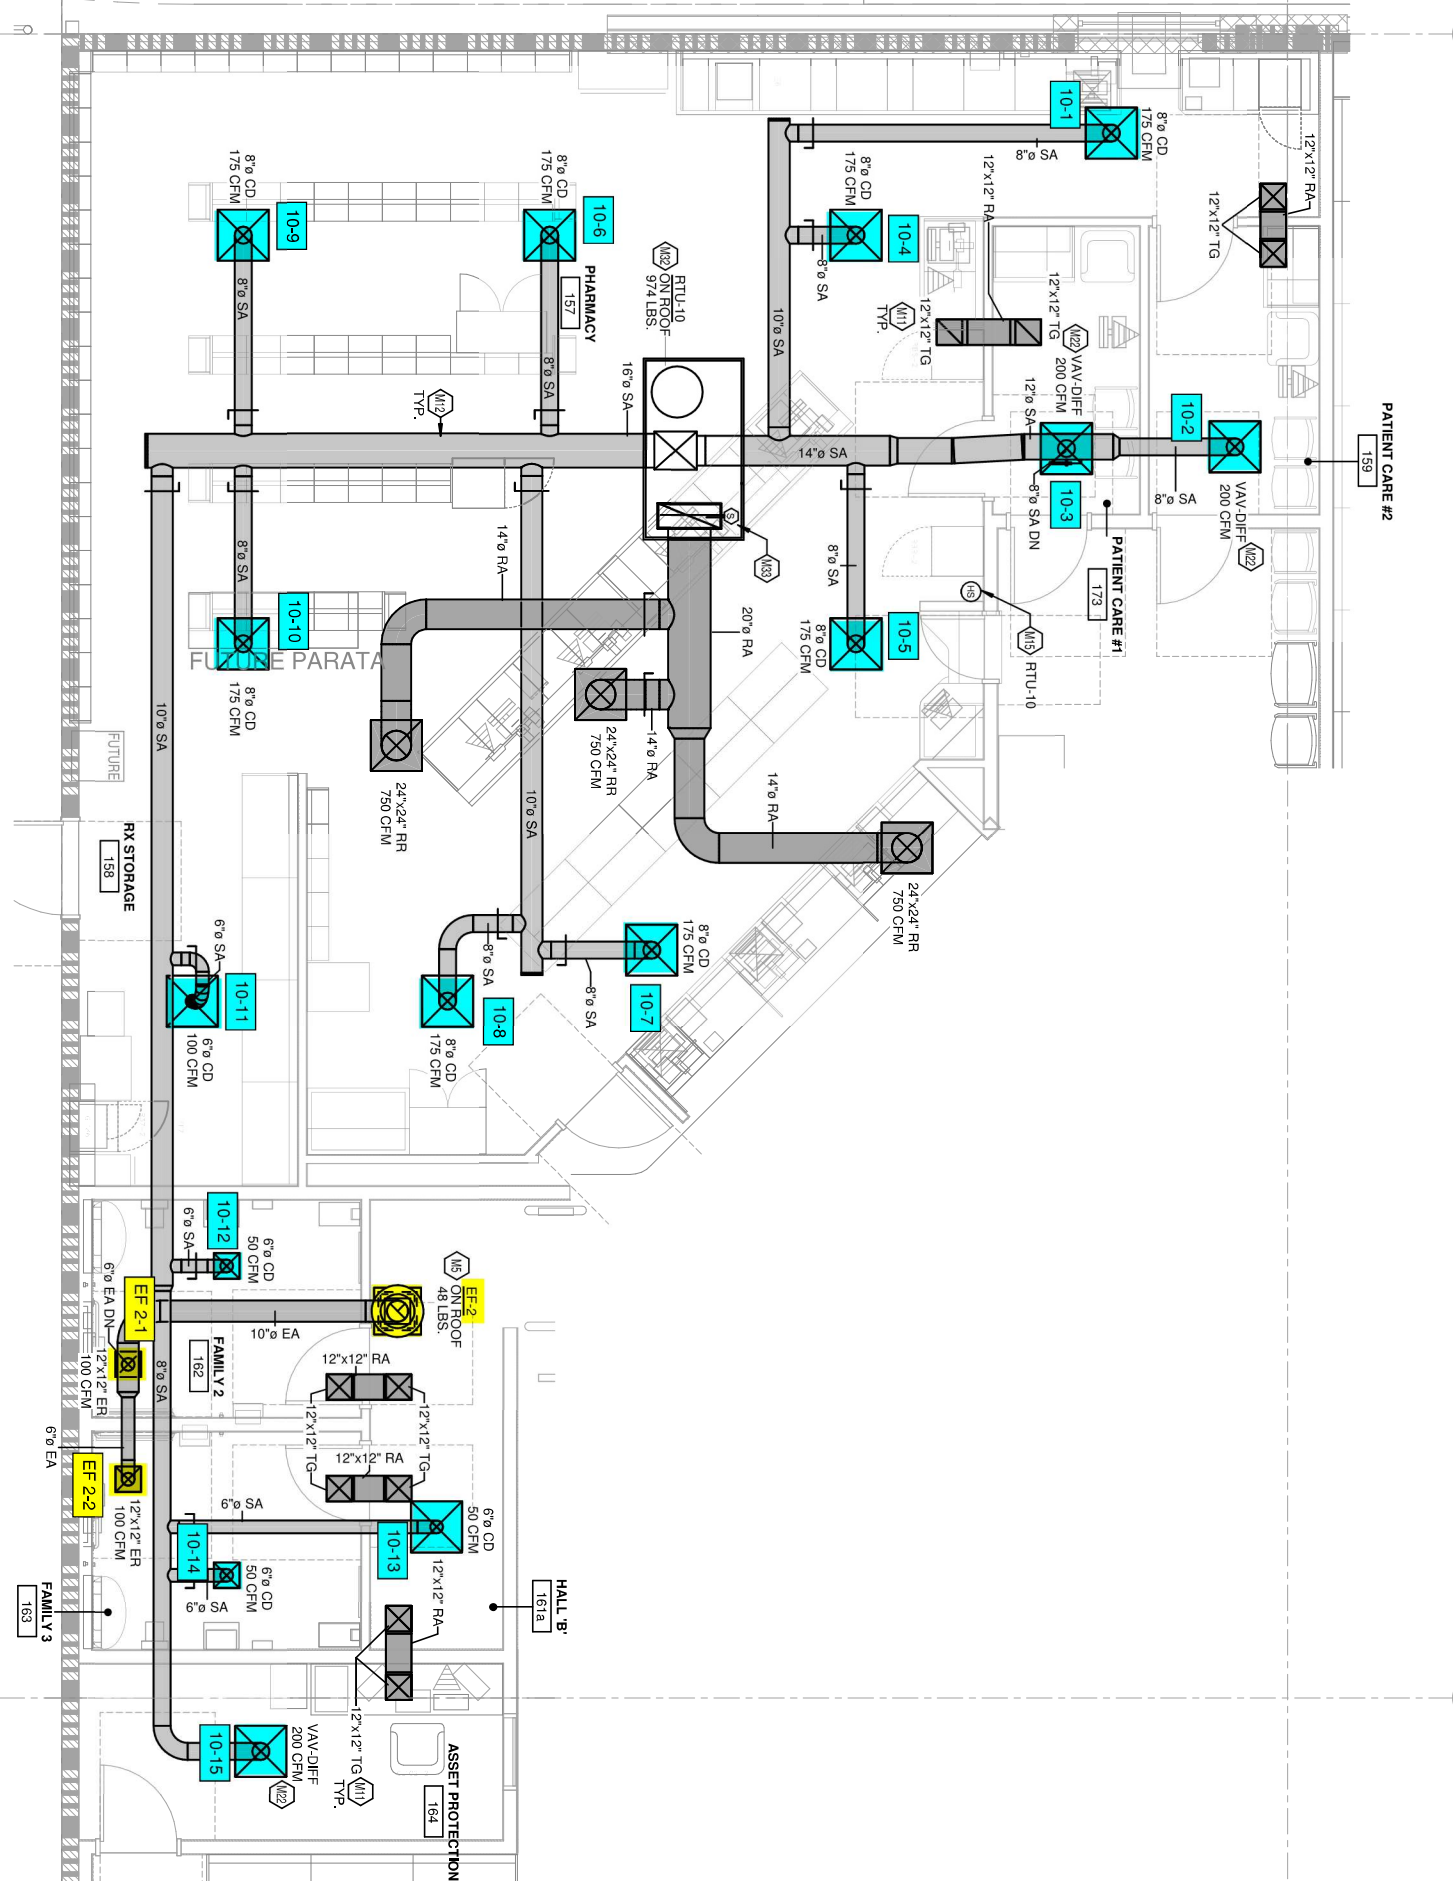 10-1
8"ø CD
175 CFM
8"ø SA
12"x12" RA
12"x12" TG
8"ø CD
175 CFM
10-9
8"ø CD
175 CFM
10-6
8"ø CD
175 CFM
10-4
8"ø SA
12"x12" RA
PHARMACY
157
M32
RTU-10
ON ROOF
974 LBS.
M11
TYP.
12"x12" TG
12"x12" TG
M22
VAV-DIFF
200 CFM
8"ø SA
8"ø SA
10"ø SA
16"ø SA
M12
TYP.
14"ø SA
12"ø SA
10-3
8"ø SA DN
10-2
8"ø SA
VAV-DIFF
200 CFM
M22
PATIENT CARE #2
159
PATIENT CARE #1
173
S
M33
14"ø RA
8"ø SA
8"ø SA
HS
M15
RTU-10
10-10
FUTURE PARATA
8"ø CD
175 CFM
20"ø RA
8"ø CD
175 CFM
10-5
10"ø SA
FUTURE
14"ø RA
24"x24" RR
750 CFM
24"x24" RR
750 CFM
10"ø SA
14"ø RA
24"x24" RR
750 CFM
RX STORAGE
158
6"ø SA
10-11
6"ø CD
100 CFM
8"ø SA
10-8
8"ø CD
175 CFM
8"ø SA
8"ø CD
175 CFM
10-7
10-12
6"ø SA
6"ø CD
50 CFM
6"ø EA DN
EF 2-1
10"ø EA
M5
EF-2
ON ROOF
48 LBS.
12"x12" ER
100 CFM
8"ø SA
FAMILY 2
162
12"x12" RA
12"x12" TG
12"x12" TG
12"x12" RA
6"ø EA
EF 2-2
12"x12" ER
100 CFM
6"ø SA
10-14
6"ø CD
50 CFM
6"ø SA
10-13
6"ø CD
50 CFM
12"x12" RA
HALL 'B'
161a
FAMILY 3
163
10-15
VAV-DIFF
200 CFM
M22
12"x12" TG
M11
TYP.
ASSET PROTECTION
164